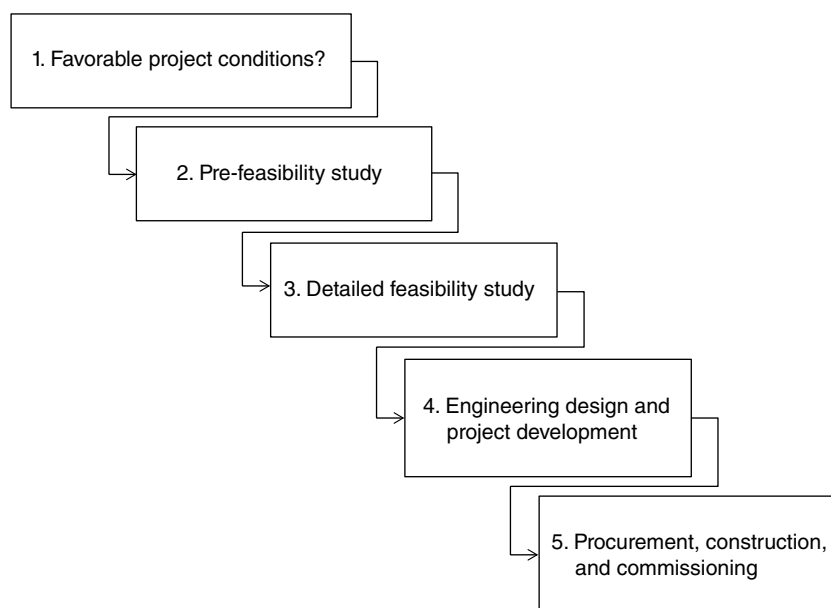 1. Favorable project conditions?
2. Pre-feasibility study
3. Detailed feasibility study
4. Engineering design and
project development
5. Procurement, construction,
and commissioning